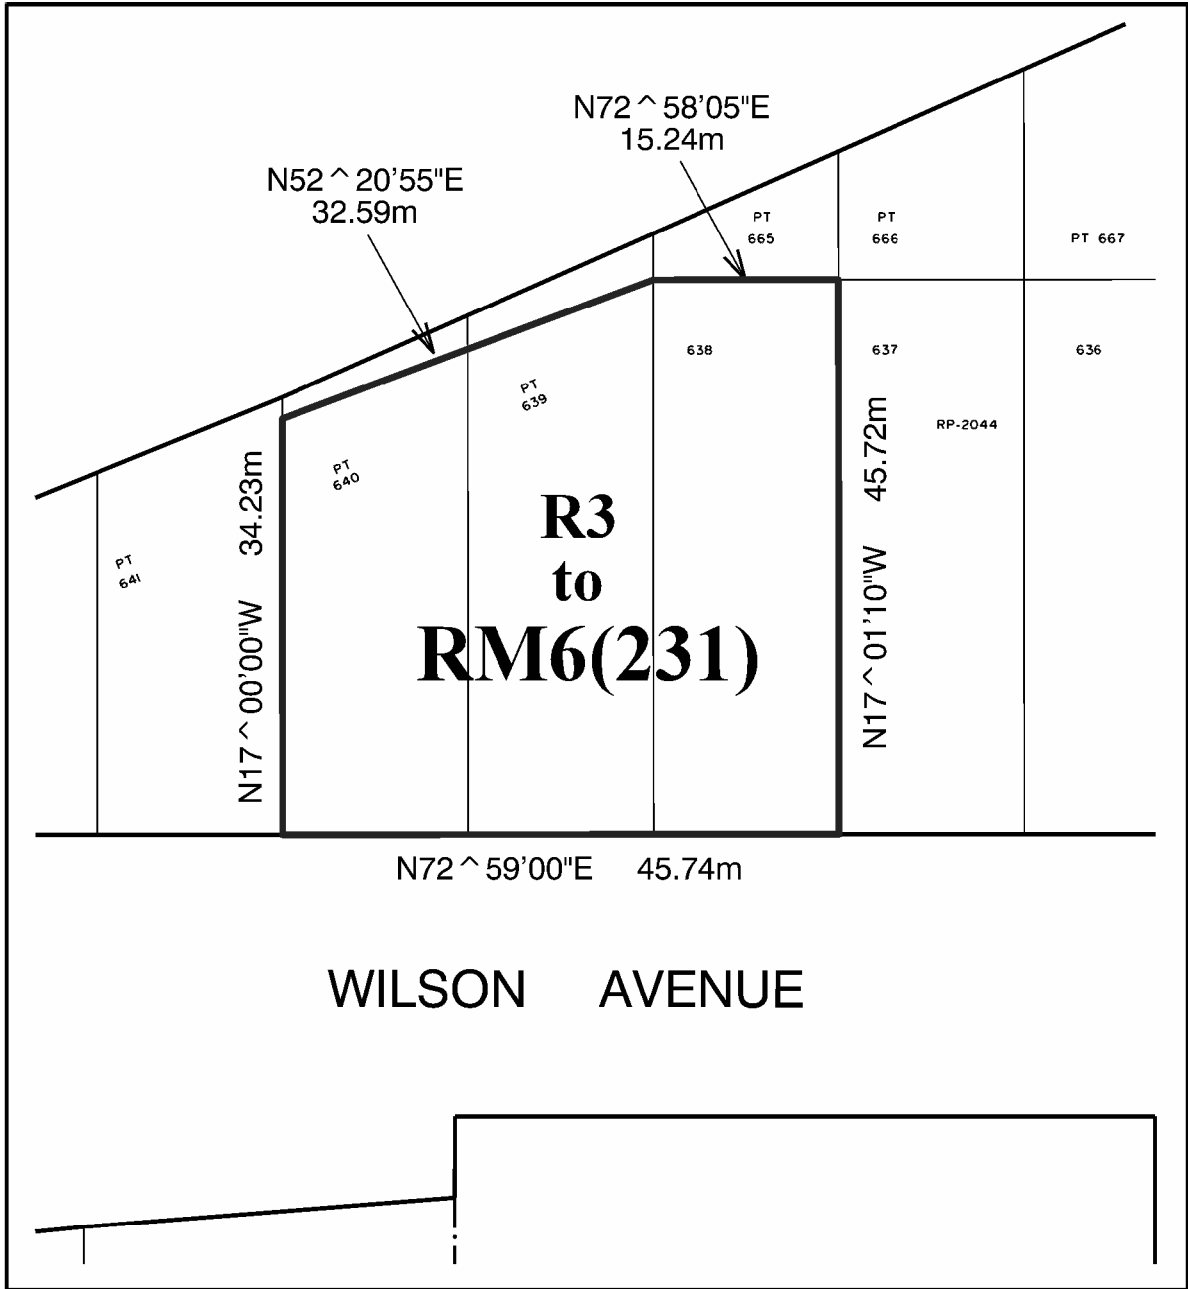 N72^58'05"E
15.24m
N52^20'55"E
32.59m
PT
665
PT
666
PT 667
638
637
636
PT
639
RP-2044
PT
640
N17^00'00"W 34.23m
N17^01'10"W 45.72m
R3
to
RM6(231)
PT
641
N72^59'00"E 45.74m
WILSON AVENUE